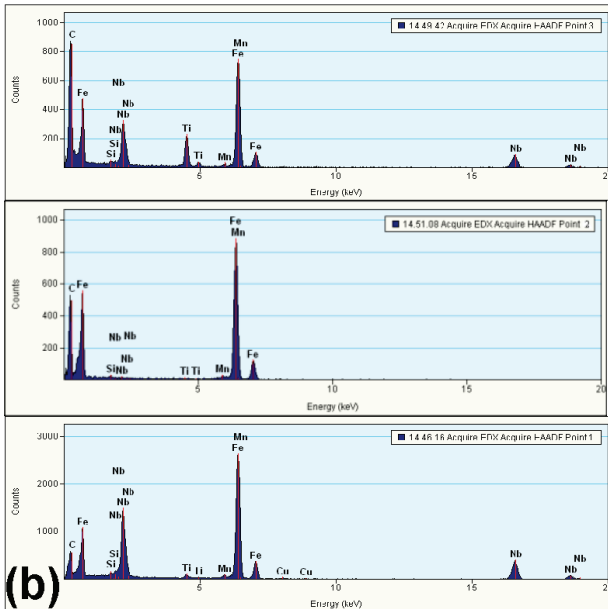 1000
800
600
400
200
Counts
14.49.42 Acquire EDX Acquire HAADF Point 3
C
Fe
Nb
Nb
Nb
Nb
Si
Si
Ti
Ti
Mn
Fe
Mn
Fe
Nb
Nb
Nb
5
10
15
2
Energy (keV)
1000
800
600
400
200
Counts
14.51.08 Acquire EDX Acquire HAADF Point 2
C
Fe
Nb
Nb
Nb
Si
Nb
Ti
Ti
Mn
Fe
Mn
Fe
5
10
15
20
Energy (keV)
3000
2000
1000
Counts
14.46.16 Acquire EDX Acquire HAADF Point 1
C
Fe
Nb
Nb
Nb
Nb
Si
Si
Ti
Ti
Mn
Mn
Fe
Fe
Cu
Cu
Nb
Nb
Nb
5
10
15
2
Energy (keV)
(b)